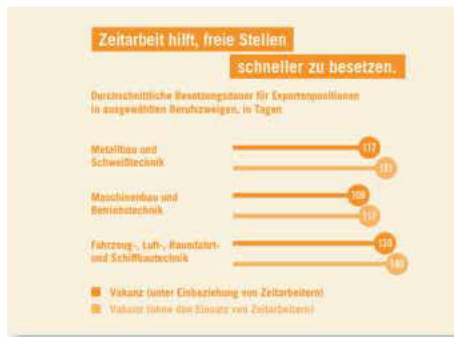 Zeitarbeit hilft, freie Stellen
schneller zu besetzen.
Durchschnittliche Besetzungsdauer für Expertenpositionen
in ausgewählten Berufszweigen, in Tagen
Metallbau und
Schweißtechnik
117
Maschinenbau und
Betriebstechnik
Fahrzeug-, Luft-, Raumfahrt-
und Schiffbautechnik
130
140
Vakanz (unter Einbeziehung von Zeitarbeitern)
Vakanz (ohne den Einsatz von Zeitarbeitern)